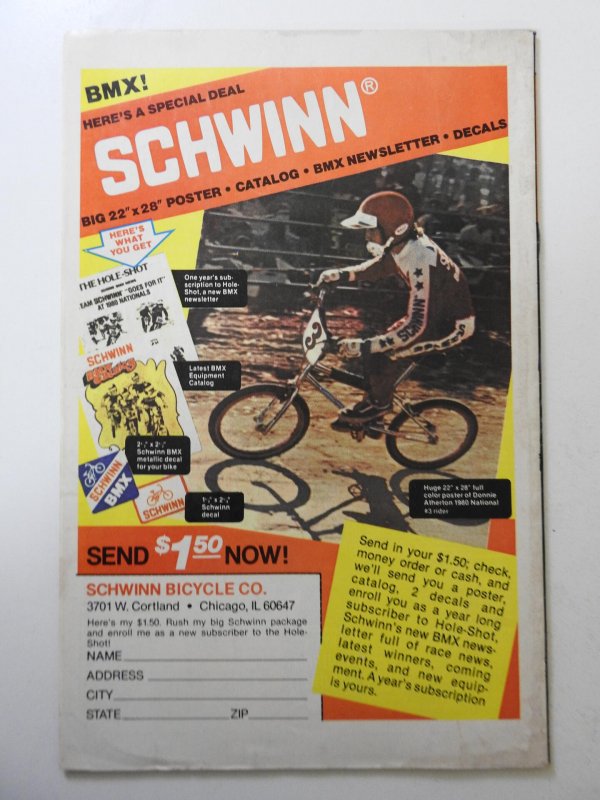 BMX!
HERE'S A SPECIAL DEAL
SCHWINN®
BIG 22" x 28" POSTER • CATALOG • BMX NEWSLETTER • DECALS
HERE'S
WHAT
YOU GET
THE HOLE-SHOT
TEAM SCHWINN "GOES FOR IT"
AT 1980 NATIONALS
One year's sub-
scription to Hole-
Shot, a new BMX
newsletter
SCHWINN
Latest BMX
Equipment
Catalog
2½" x 2½"
Schwinn BMX
metallic decal
for your bike
SCHWINN
BMX
SCHWINN
Schwinn
decal
3
SCHWINN
Huge 22" x 28" full
color poster of Donnie
Atherton 1980 National
#3 rider
SEND $1.50 NOW!
SCHWINN BICYCLE CO.
3701 W. Cortland • Chicago, IL 60647
Here's my $1.50. Rush my big Schwinn package
and enroll me as a new subscriber to the Hole-
Shot!
NAME
ADDRESS
CITY
STATE ZIP
Send in your $1.50; check,
money order or cash, and
we'll send you a poster,
catalog, 2 decals and
enroll you as a year long
subscriber to Hole-Shot,
Schwinn's new BMX news-
letter full of race news,
latest winners, coming
events, and new equip-
ment. A year's subscription
is yours.